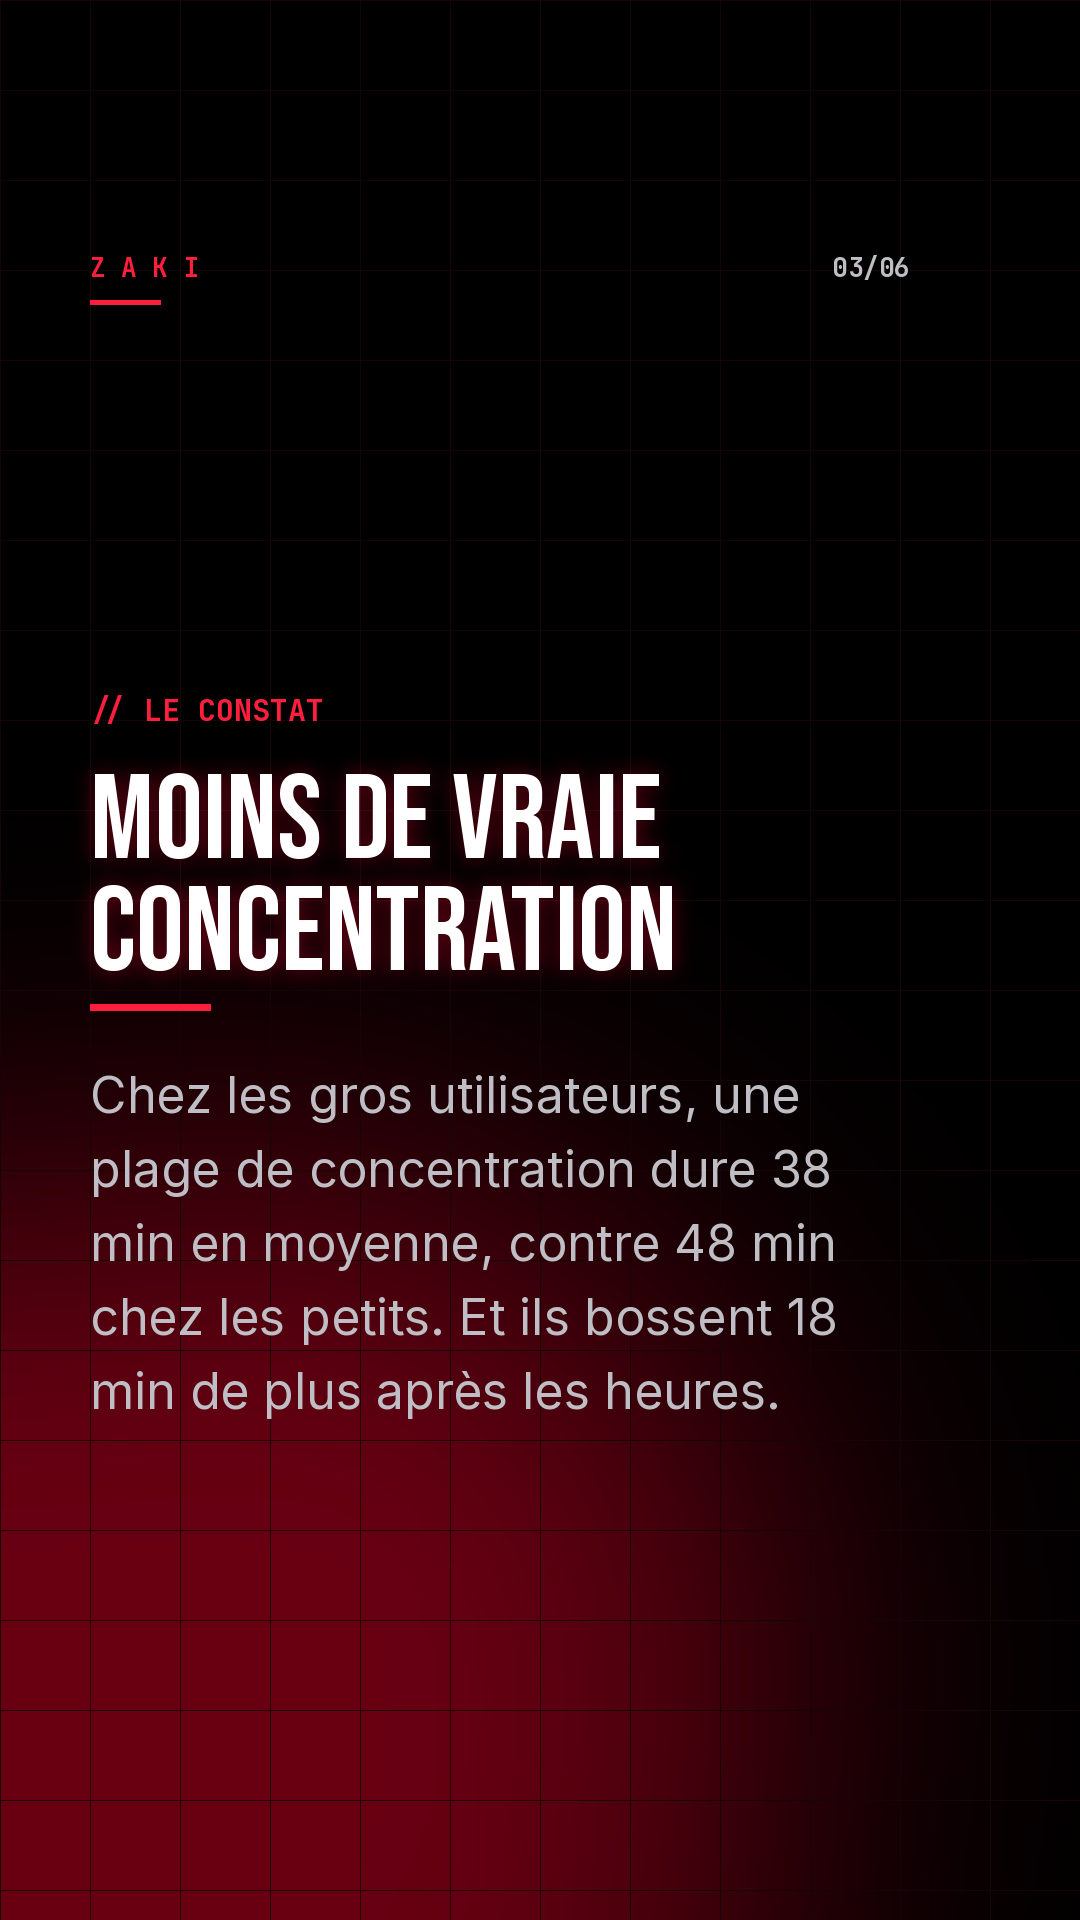 ZAKI
03/06
// LE CONSTAT
MOINS DE VRAIE
CONCENTRATION
Chez les gros utilisateurs, une
plage de concentration dure 38
min en moyenne, contre 48 min
chez les petits. Et ils bossent 18
min de plus après les heures.